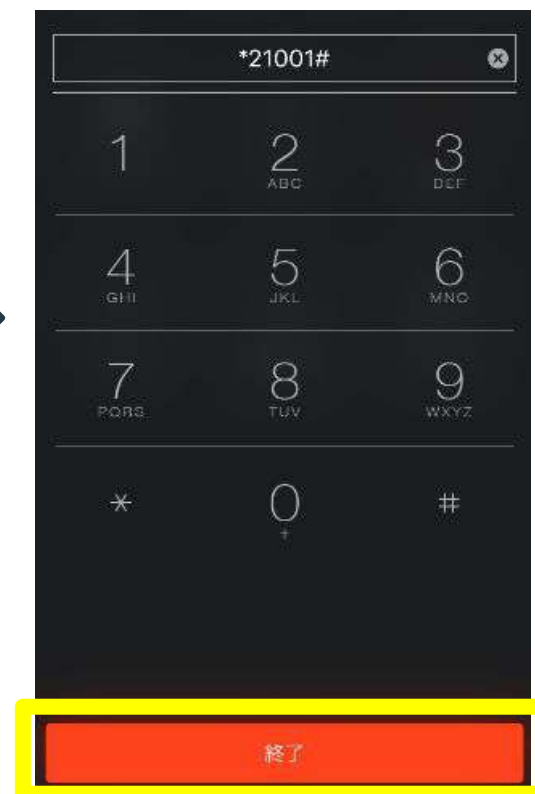 *21001#
1 2 3
ABC DEF
4 5 6
GHI JKL MNO
7 8 9
PQRS TUV WXYZ
* 0 #
+
終了